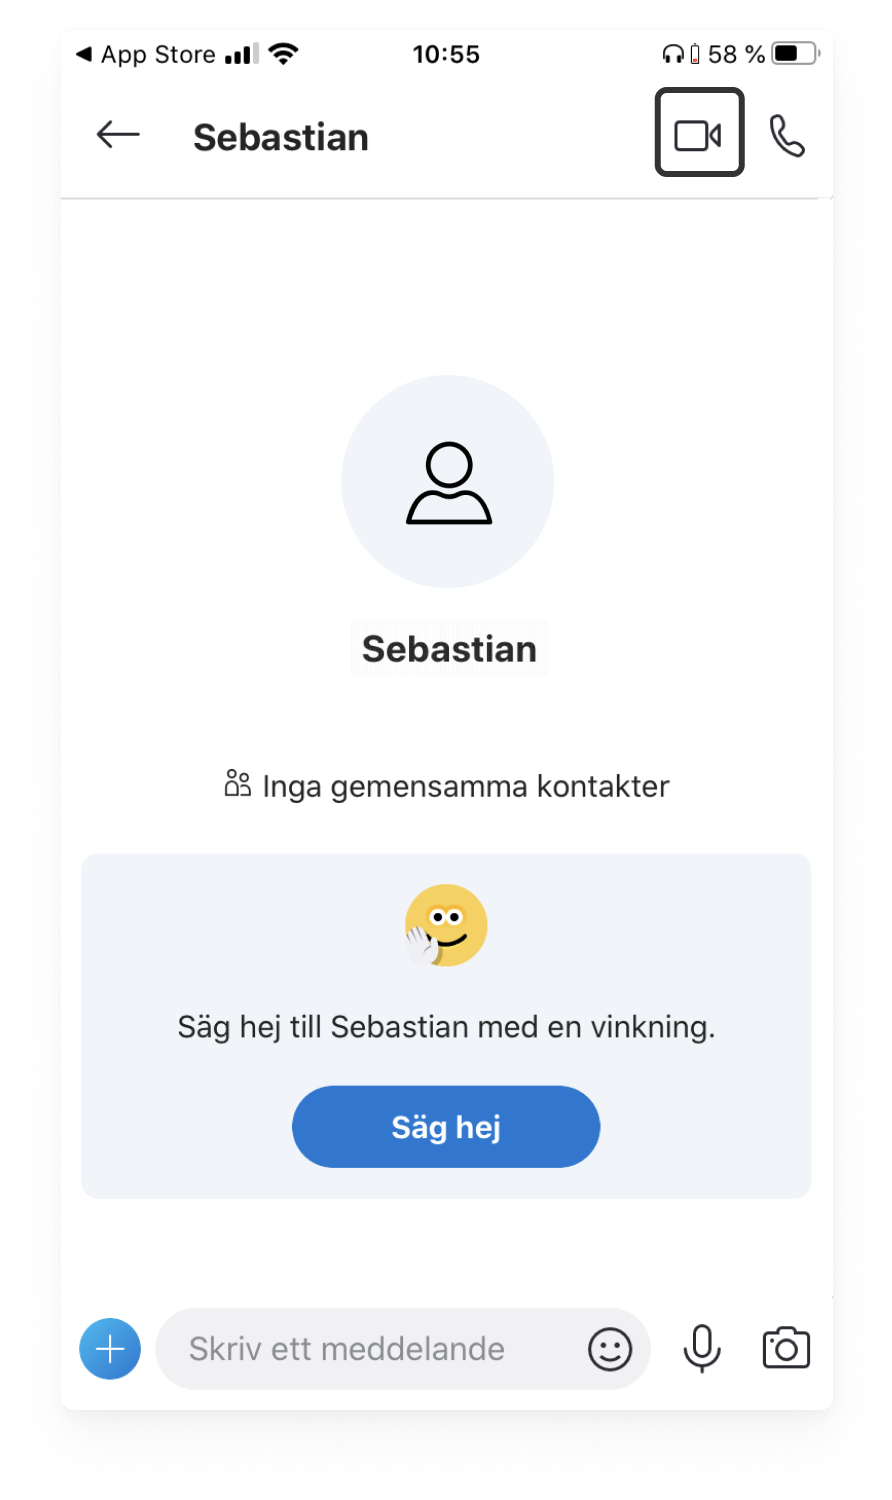 ◀ App Store 10:55 58 %
Sebastian
Sebastian
Inga gemensamma kontakter
Säg hej till Sebastian med en vinkning.
Säg hej
Skriv ett meddelande